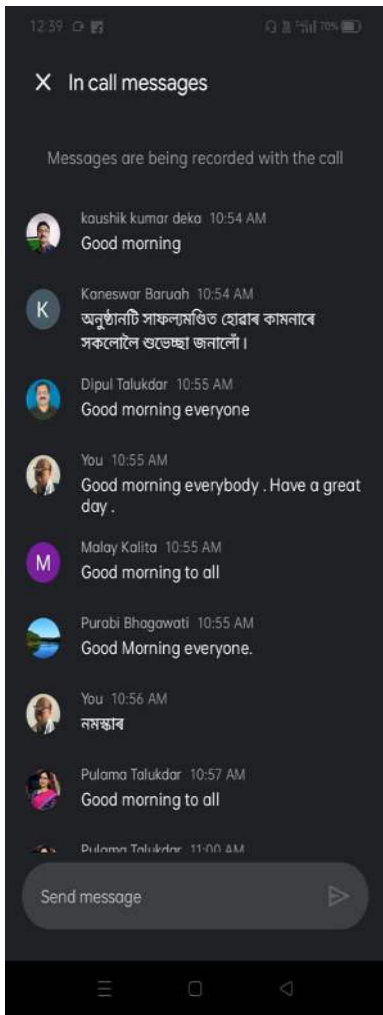 12:39
70%
In call messages
Messages are being recorded with the call
kaushik kumar deka 10:54 AM
Good morning
K
Kaneswar Baruah 10:54 AM
অনুষ্ঠানটি সাফল্যমণ্ডিত হোৱাৰ কামনাৰে
সকলোলৈ শুভেচ্ছা জনালোঁ।
Dipul Talukdar 10:55 AM
Good morning everyone
You 10:55 AM
Good morning everybody . Have a great
day .
M
Malay Kalita 10:55 AM
Good morning to all
Purabi Bhagawati 10:55 AM
Good Morning everyone.
You 10:56 AM
নমস্কাৰ
Pulama Talukdar 10:57 AM
Good morning to all
Pulama Talukdar 11:00 AM
Send message